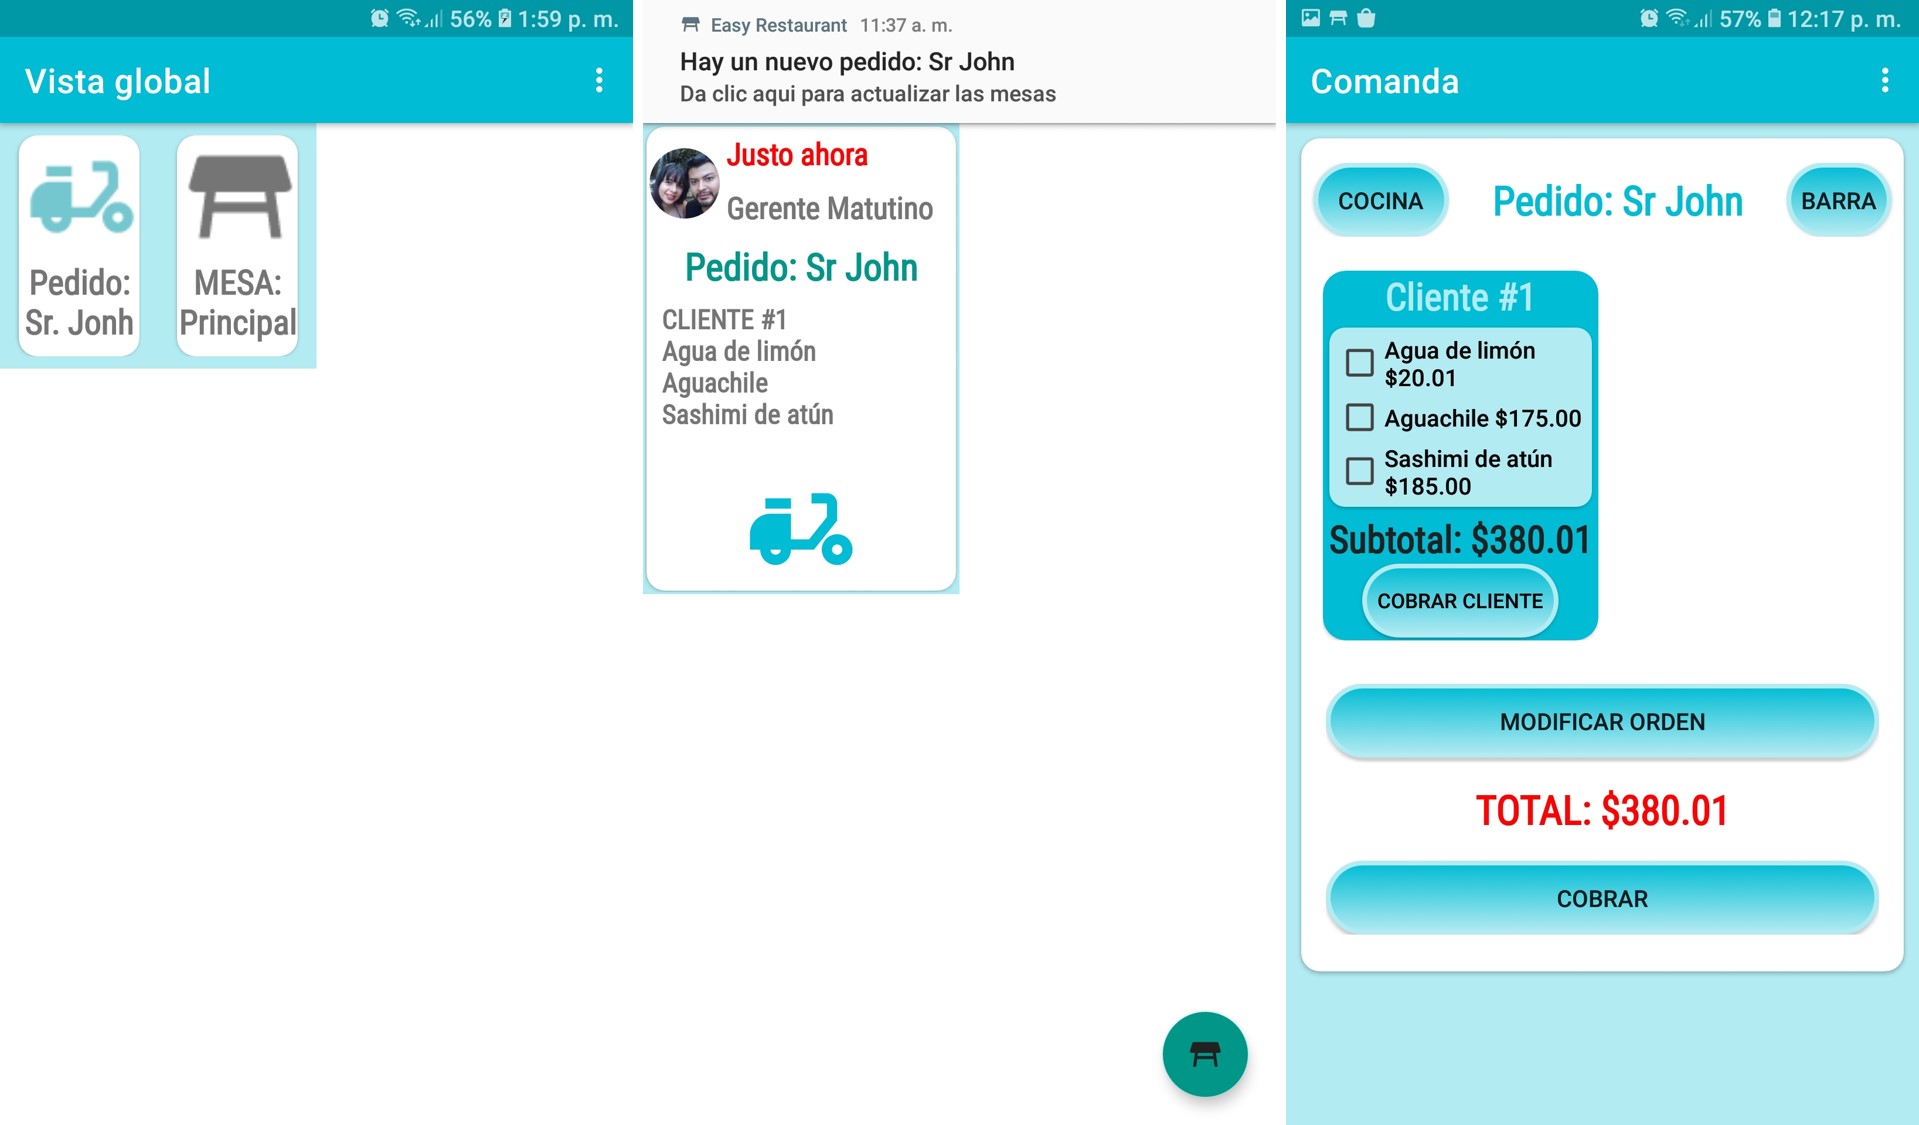 56% 1:59 p. m.
Vista global
Pedido:
Sr. Jonh
MESA:
Principal
Easy Restaurant 11:37 a. m.
Hay un nuevo pedido: Sr John
Da clic aqui para actualizar las mesas
Justo ahora
Gerente Matutino
Pedido: Sr John
CLIENTE #1
Agua de limón
Aguachile
Sashimi de atún
57% 12:17 p. m.
Comanda
COCINA
Pedido: Sr John
BARRA
Cliente #1
Agua de limón
$20.01
Aguachile $175.00
Sashimi de atún
$185.00
Subtotal: $380.01
COBRAR CLIENTE
MODIFICAR ORDEN
TOTAL: $380.01
COBRAR